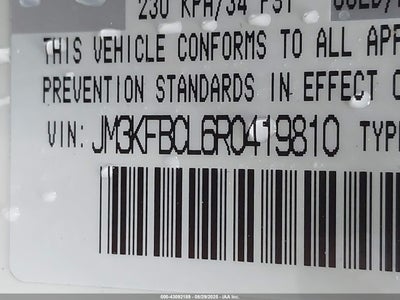 230 KPA/34 PSI
THIS VEHICLE CONFORMS TO ALL APP
PREVENTION STANDARDS IN EFFECT O
VIN: JM3KFBCL6R0419810 TYP
000-43092189 - 08/29/2025 - IAA Inc.